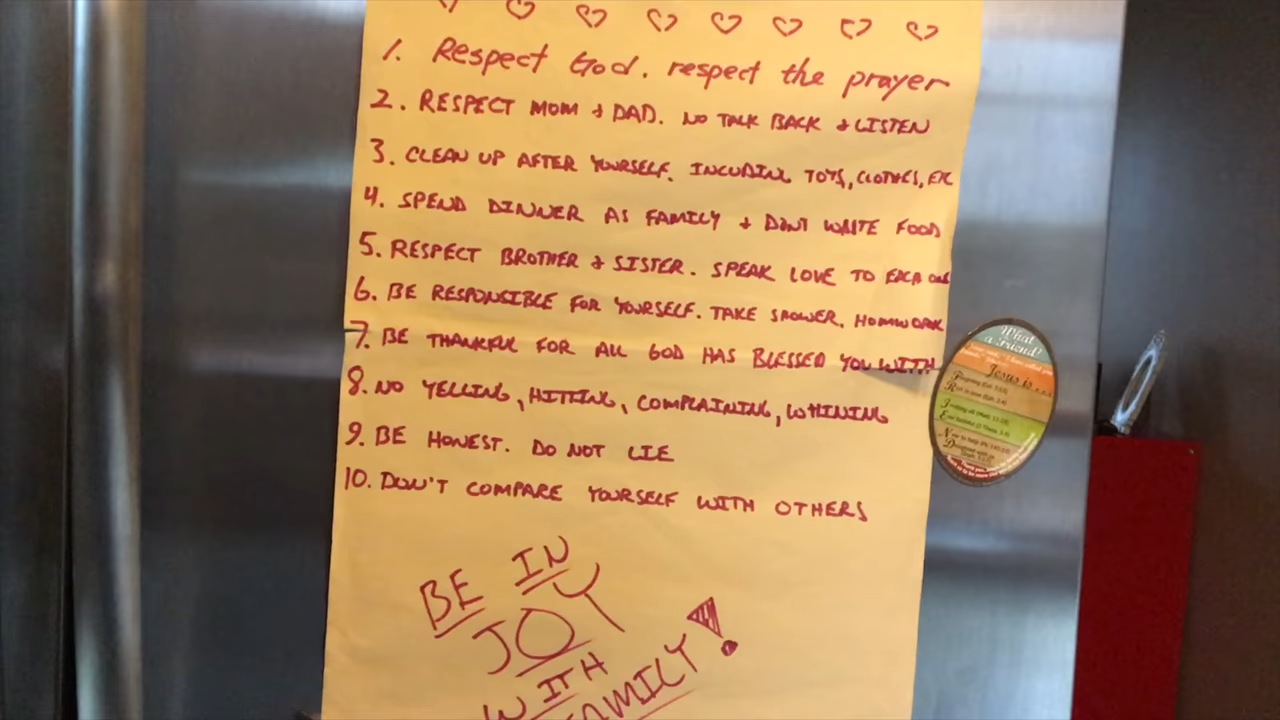 1. Respect God. respect the prayer
2. RESPECT MOM & DAD. NO TALK BACK & LISTEN
3. CLEAN UP AFTER YOURSELF. INCUDING TOYS, CLOTHES, ETC
4. SPEND DINNER AS FAMILY & DON'T WASTE FOOD
5. RESPECT BROTHER & SISTER. SPEAK LOVE TO EACH ONE
6. BE RESPONSIBLE FOR YOURSELF. TAKE SHOWER, HOMWORK
7. BE THANKFUL FOR ALL GOD HAS BLESSED YOU WITH
8. NO YELLING, HITTING, COMPLAINING, WHINING
9. BE HONEST. DO NOT LIE
10. DON'T COMPARE YOURSELF WITH OTHERS
BE IN
JOY
WITH
FAMILY!
What
a Friend!
Jesus is...